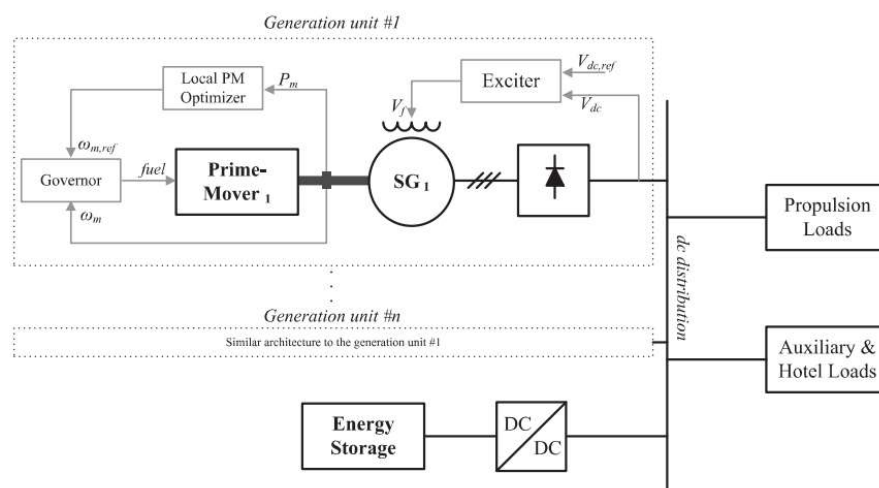 Generation unit #1
Local PM
Optimizer
P_m
Exciter
V_dc,ref
V_dc
V_f
ω_m,ref
Governor
fuel
Prime-
Mover 1
SG 1
ω_m
Propulsion
Loads
dc distribution
Generation unit #n
Similar architecture to the generation unit #1
Auxiliary &
Hotel Loads
Energy
Storage
DC
DC